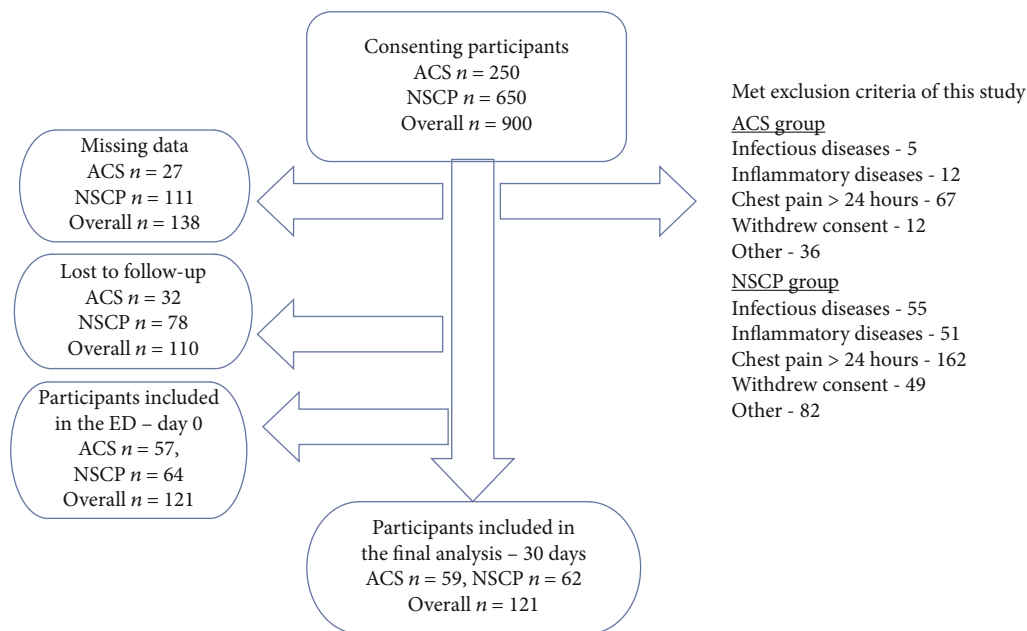 Consenting participants
ACS n = 250
NSCP n = 650
Overall n = 900
Missing data
ACS n = 27
NSCP n = 111
Overall n = 138
Lost to follow-up
ACS n = 32
NSCP n = 78
Overall n = 110
Participants included
in the ED – day 0
ACS n = 57,
NSCP n = 64
Overall n = 121
Met exclusion criteria of this study
ACS group
Infectious diseases - 5
Inflammatory diseases - 12
Chest pain > 24 hours - 67
Withdrew consent - 12
Other - 36
NSCP group
Infectious diseases - 55
Inflammatory diseases - 51
Chest pain > 24 hours - 162
Withdrew consent - 49
Other - 82
Participants included in
the final analysis – 30 days
ACS n = 59, NSCP n = 62
Overall n = 121